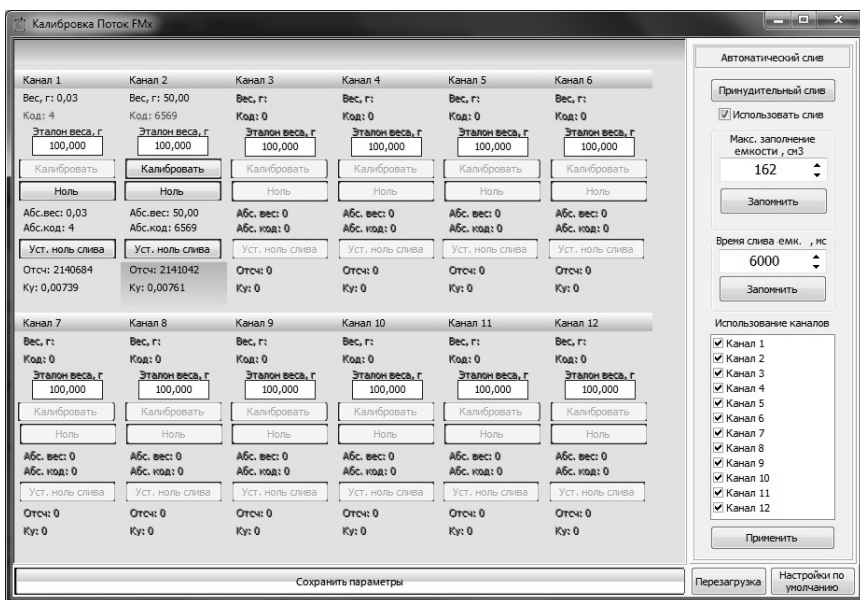 Калибровка Поток FMx
Канал 1 Канал 2 Канал 3 Канал 4 Канал 5 Канал 6
Вес, г: 0,03 Вес, г: 50,00 Вес, г: Вес, г: Вес, г: Вес, г:
Код: 4 Код: 6569 Код: 0 Код: 0 Код: 0 Код: 0
Эталон веса, г Эталон веса, г Эталон веса, г Эталон веса, г Эталон веса, г Эталон веса, г
100,000 100,000 100,000 100,000 100,000 100,000
Калибровать Калибровать Калибровать Калибровать Калибровать Калибровать
Ноль Ноль Ноль Ноль Ноль Ноль
Абс.вес: 0,03 Абс.вес: 50,00 Абс. вес: 0 Абс. вес: 0 Абс. вес: 0 Абс. вес: 0
Абс.код: 4 Абс.код: 6569 Абс. код: 0 Абс. код: 0 Абс. код: 0 Абс. код: 0
Уст. ноль слива Уст. ноль слива Уст. ноль слива Уст. ноль слива Уст. ноль слива Уст. ноль слива
Отсч: 2140684 Отсч: 2141042 Отсч: 0 Отсч: 0 Отсч: 0 Отсч: 0
Ку: 0,00739 Ку: 0,00761 Ку: 0 Ку: 0 Ку: 0 Ку: 0
Канал 7 Канал 8 Канал 9 Канал 10 Канал 11 Канал 12
Вес, г: Вес, г: Вес, г: Вес, г: Вес, г: Вес, г:
Код: 0 Код: 0 Код: 0 Код: 0 Код: 0 Код: 0
Эталон веса, г Эталон веса, г Эталон веса, г Эталон веса, г Эталон веса, г Эталон веса, г
100,000 100,000 100,000 100,000 100,000 100,000
Калибровать Калибровать Калибровать Калибровать Калибровать Калибровать
Ноль Ноль Ноль Ноль Ноль Ноль
Абс. вес: 0 Абс. вес: 0 Абс. вес: 0 Абс. вес: 0 Абс. вес: 0 Абс. вес: 0
Абс. код: 0 Абс. код: 0 Абс. код: 0 Абс. код: 0 Абс. код: 0 Абс. код: 0
Уст. ноль слива Уст. ноль слива Уст. ноль слива Уст. ноль слива Уст. ноль слива Уст. ноль слива
Отсч: 0 Отсч: 0 Отсч: 0 Отсч: 0 Отсч: 0 Отсч: 0
Ку: 0 Ку: 0 Ку: 0 Ку: 0 Ку: 0 Ку: 0
Сохранить параметры
Автоматический слив
Принудительный слив
Использовать слив
Макс. заполнение
емкости , см3
162
Запомнить
Время слива емк. , мс
6000
Запомнить
Использование каналов
Канал 1
Канал 2
Канал 3
Канал 4
Канал 5
Канал 6
Канал 7
Канал 8
Канал 9
Канал 10
Канал 11
Канал 12
Применить
Перезагрузка
Настройки по
умолчанию